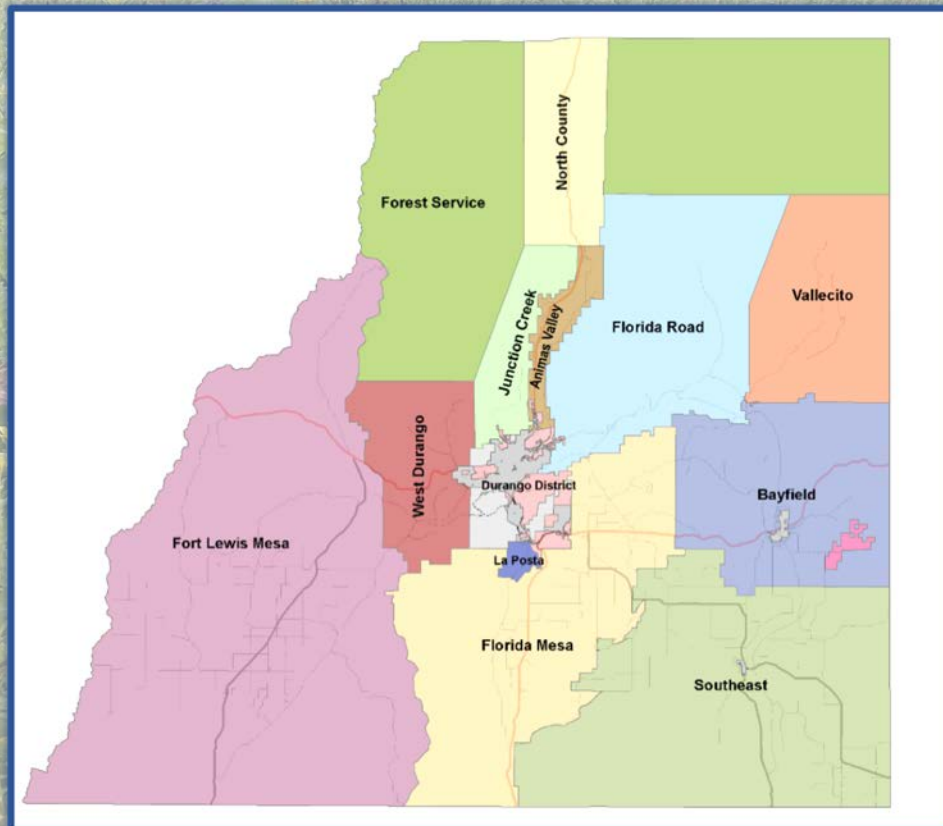 North County
Forest Service
Vallecito
Junction Creek
Florida Road
Animas Valley
West Durango
Durango District
Bayfield
Fort Lewis Mesa
La Posta
Florida Mesa
Southeast